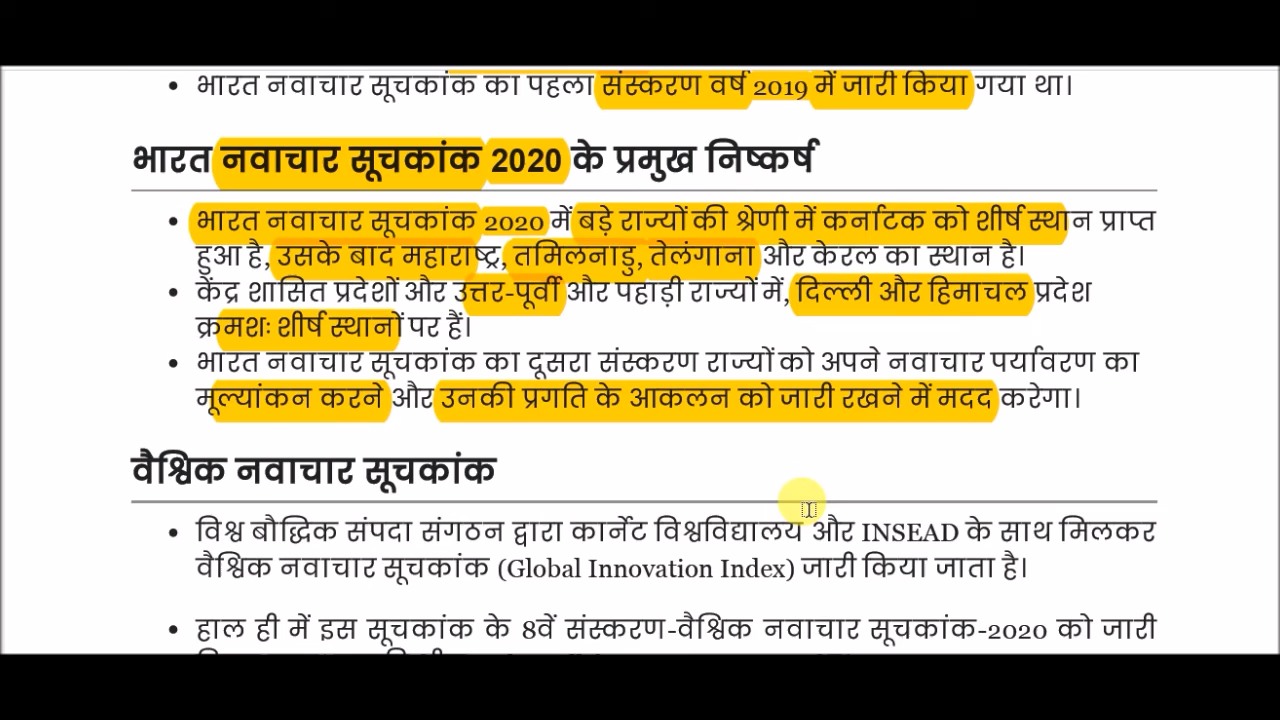 • भारत नवाचार सूचकांक का पहला संस्करण वर्ष 2019 में जारी किया गया था।
भारत नवाचार सूचकांक 2020 के प्रमुख निष्कर्ष
• भारत नवाचार सूचकांक 2020 में बड़े राज्यों की श्रेणी में कर्नाटक को शीर्ष स्थान प्राप्त
हुआ है, उसके बाद महाराष्ट्र, तमिलनाडु, तेलंगाना और केरल का स्थान है।
• केंद्र शासित प्रदेशों और उत्तर-पूर्वी और पहाड़ी राज्यों में, दिल्ली और हिमाचल प्रदेश
क्रमशः शीर्ष स्थानों पर हैं।
• भारत नवाचार सूचकांक का दूसरा संस्करण राज्यों को अपने नवाचार पर्यावरण का
मूल्यांकन करने और उनकी प्रगति के आकलन को जारी रखने में मदद करेगा।
वैश्विक नवाचार सूचकांक
• विश्व बौद्धिक संपदा संगठन द्वारा कार्नेट विश्वविद्यालय और INSEAD के साथ मिलकर
वैश्विक नवाचार सूचकांक (Global Innovation Index) जारी किया जाता है।
• हाल ही में इस सूचकांक के 8वें संस्करण-वैश्विक नवाचार सूचकांक-2020 को जारी